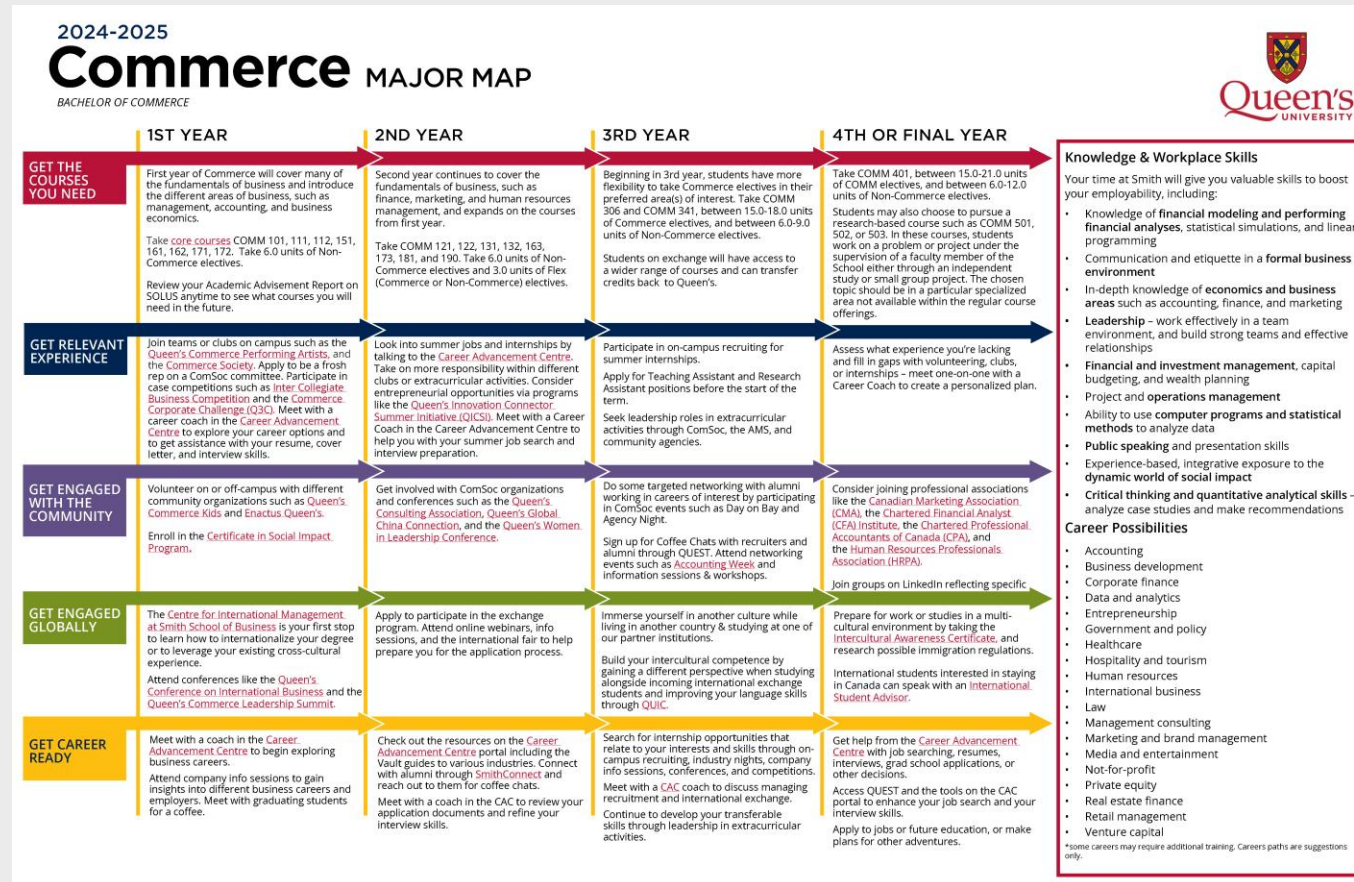 2024-2025
Commerce MAJOR MAP
BACHELOR OF COMMERCE
Queen's
UNIVERSITY
1ST YEAR
2ND YEAR
3RD YEAR
4TH OR FINAL YEAR
GET THE
COURSES
YOU NEED
First year of Commerce will cover many of
the fundamentals of business and introduce
the different areas of business, such as
management, accounting, and business
economics.
Take core courses COMM 101, 111, 112, 151,
161, 162, 171, 172. Take 6.0 units of Non-
Commerce electives.
Review your Academic Advisement Report on
SOLUS anytime to see what courses you will
need in the future.
Second year continues to cover the
fundamentals of business, such as
finance, marketing, and human resources
management, and expands on the courses
from first year.
Take COMM 121, 122, 131, 132, 163,
173, 181, and 190. Take 6.0 units of Non-
Commerce electives and 3.0 units of Flex
(Commerce or Non-Commerce) electives.
Beginning in 3rd year, students have more
flexibility to take Commerce electives in their
preferred area(s) of interest. Take COMM
306 and COMM 341, between 15.0-18.0 units
of Commerce electives, and between 6.0-9.0
units of Non-Commerce electives.
Students on exchange will have access to
a wider range of courses and can transfer
credits back to Queen's.
Take COMM 401, between 15.0-21.0 units
of COMM electives, and between 6.0-12.0
units of Non-Commerce electives.
Students may also choose to pursue a
research-based course such as COMM 501,
502, or 503. In these courses, students
work on a problem or project under the
supervision of a faculty member of the
School either through an independent
study or small group project. The chosen
topic should be in a particular specialized
area not available within the regular course
offerings.
GET RELEVANT
EXPERIENCE
Join teams or clubs on campus such as the
Queen's Commerce Performing Artists, and
the Commerce Society. Apply to be a frosh
rep on a ComSoc committee. Participate in
case competitions such as Inter Collegiate
Business Competition and the Commerce
Corporate Challenge (Q3C). Meet with a
career coach in the Career Advancement
Centre to explore your career options and
to get assistance with your resume, cover
letter, and interview skills.
Look into summer jobs and internships by
talking to the Career Advancement Centre.
Take on more responsibility within different
clubs or extracurricular activities. Consider
entrepreneurial opportunities via programs
like the Queen's Innovation Connector
Summer Initiative (QICSI). Meet with a Career
Coach in the Career Advancement Centre to
help you with your summer job search and
interview preparation.
Participate in on-campus recruiting for
summer internships.
Apply for Teaching Assistant and Research
Assistant positions before the start of the
term.
Seek leadership roles in extracurricular
activities through ComSoc, the AMS, and
community agencies.
Assess what experience you're lacking
and fill in gaps with volunteering, clubs,
or internships – meet one-on-one with a
Career Coach to create a personalized plan.
GET ENGAGED
WITH THE
COMMUNITY
Volunteer on or off-campus with different
community organizations such as Queen's
Commerce Kids and Enactus Queen's.
Enroll in the Certificate in Social Impact
Program.
Get involved with ComSoc organizations
and conferences such as the Queen's
Consulting Association, Queen's Global
China Connection, and the Queen's Women
in Leadership Conference.
Do some targeted networking with alumni
working in careers of interest by participating
in ComSoc events such as Day on Bay and
Agency Night.
Sign up for Coffee Chats with recruiters and
alumni through QUEST. Attend networking
events such as Accounting Week and
information sessions & workshops.
Consider joining professional associations
like the Canadian Marketing Association
(CMA), the Chartered Financial Analyst
(CFA) Institute, the Chartered Professional
Accountants of Canada (CPA), and
the Human Resources Professionals
Association (HRPA).
Join groups on LinkedIn reflecting specific
GET ENGAGED
GLOBALLY
The Centre for International Management
at Smith School of Business is your first stop
to learn how to internationalize your degree
or to leverage your existing cross-cultural
experience.
Attend conferences like the Queen's
Conference on International Business and the
Queen's Commerce Leadership Summit.
Apply to participate in the exchange
program. Attend online webinars, info
sessions, and the international fair to help
prepare you for the application process.
Immerse yourself in another culture while
living in another country & studying at one of
our partner institutions.
Build your intercultural competence by
gaining a different perspective when studying
alongside incoming international exchange
students and improving your language skills
through QUIC.
Prepare for work or studies in a multi-
cultural environment by taking the
Intercultural Awareness Certificate, and
research possible immigration regulations.
International students interested in staying
in Canada can speak with an International
Student Advisor.
GET CAREER
READY
Meet with a coach in the Career
Advancement Centre to begin exploring
business careers.
Attend company info sessions to gain
insights into different business careers and
employers. Meet with graduating students
for a coffee.
Check out the resources on the Career
Advancement Centre portal including the
Vault guides to various industries. Connect
with alumni through SmithConnect and
reach out to them for coffee chats.
Meet with a coach in the CAC to review your
application documents and refine your
interview skills.
Search for internship opportunities that
relate to your interests and skills through on-
campus recruiting, industry nights, company
info sessions, conferences, and competitions.
Meet with a CAC coach to discuss managing
recruitment and international exchange.
Continue to develop your transferable
skills through leadership in extracurricular
activities.
Get help from the Career Advancement
Centre with job searching, resumes,
interviews, grad school applications, or
other decisions.
Access QUEST and the tools on the CAC
portal to enhance your job search and your
interview skills.
Apply to jobs or future education, or make
plans for other adventures.
Knowledge & Workplace Skills
Your time at Smith will give you valuable skills to boost
your employability, including:
• Knowledge of financial modeling and performing
financial analyses, statistical simulations, and linear
programming
• Communication and etiquette in a formal business
environment
• In-depth knowledge of economics and business
areas such as accounting, finance, and marketing
• Leadership – work effectively in a team
environment, and build strong teams and effective
relationships
• Financial and investment management, capital
budgeting, and wealth planning
• Project and operations management
• Ability to use computer programs and statistical
methods to analyze data
• Public speaking and presentation skills
• Experience-based, integrative exposure to the
dynamic world of social impact
• Critical thinking and quantitative analytical skills –
analyze case studies and make recommendations
Career Possibilities
• Accounting
• Business development
• Corporate finance
• Data and analytics
• Entrepreneurship
• Government and policy
• Healthcare
• Hospitality and tourism
• Human resources
• International business
• Law
• Management consulting
• Marketing and brand management
• Media and entertainment
• Not-for-profit
• Private equity
• Real estate finance
• Retail management
• Venture capital
*some careers may require additional training. Careers paths are suggestions
only.